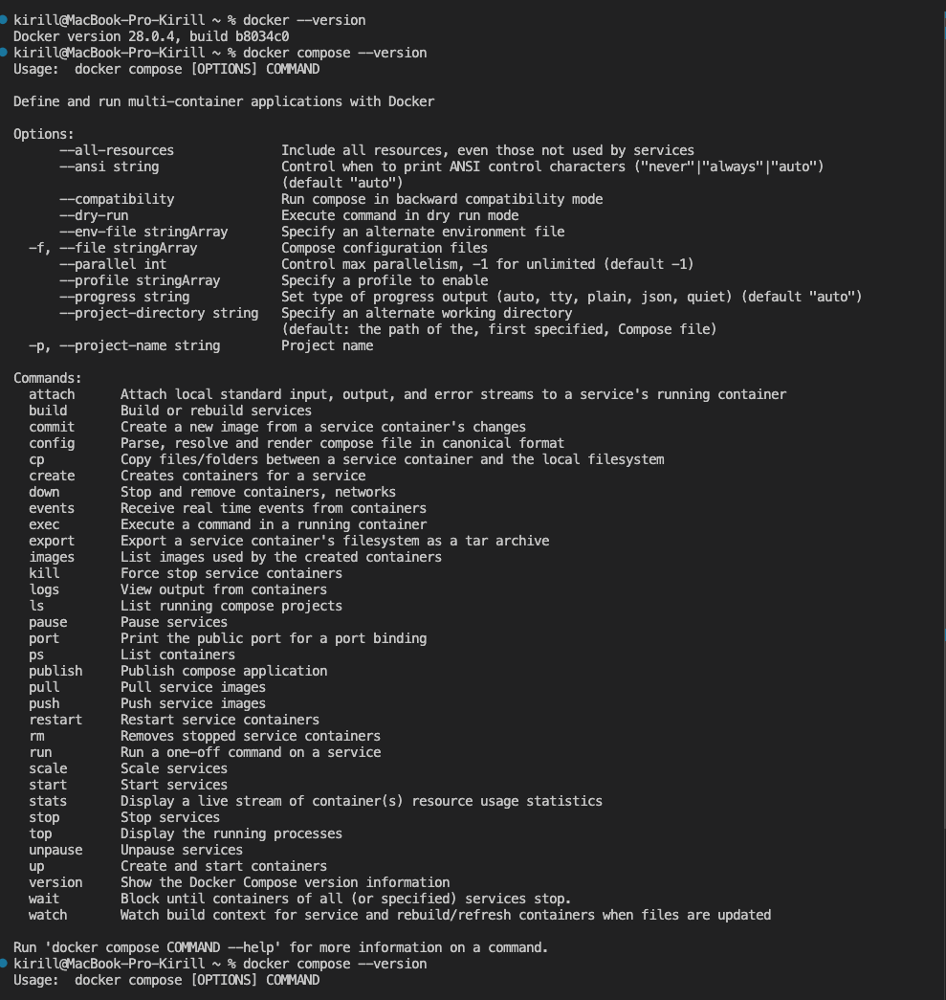 kirill@MacBook-Pro-Kirill ~ % docker --version
Docker version 28.0.4, build b8034c0
kirill@MacBook-Pro-Kirill ~ % docker compose --version
Usage:  docker compose [OPTIONS] COMMAND

Define and run multi-container applications with Docker

Options:
      --all-resources              Include all resources, even those not used by services
      --ansi string                Control when to print ANSI control characters ("never"|"always"|"auto")
                                   (default "auto")
      --compatibility              Run compose in backward compatibility mode
      --dry-run                    Execute command in dry run mode
      --env-file stringArray       Specify an alternate environment file
  -f, --file stringArray           Compose configuration files
      --parallel int               Control max parallelism, -1 for unlimited (default -1)
      --profile stringArray        Specify a profile to enable
      --progress string            Set type of progress output (auto, tty, plain, json, quiet) (default "auto")
      --project-directory string   Specify an alternate working directory
                                   (default: the path of the, first specified, Compose file)
  -p, --project-name string        Project name

Commands:
  attach      Attach local standard input, output, and error streams to a service's running container
  build       Build or rebuild services
  commit      Create a new image from a service container's changes
  config      Parse, resolve and render compose file in canonical format
  cp          Copy files/folders between a service container and the local filesystem
  create      Creates containers for a service
  down        Stop and remove containers, networks
  events      Receive real time events from containers
  exec        Execute a command in a running container
  export      Export a service container's filesystem as a tar archive
  images      List images used by the created containers
  kill        Force stop service containers
  logs        View output from containers
  ls          List running compose projects
  pause       Pause services
  port        Print the public port for a port binding
  ps          List containers
  publish     Publish compose application
  pull        Pull service images
  push        Push service images
  restart     Restart service containers
  rm          Removes stopped service containers
  run         Run a one-off command on a service
  scale       Scale services
  start       Start services
  stats       Display a live stream of container(s) resource usage statistics
  stop        Stop services
  top         Display the running processes
  unpause     Unpause services
  up          Create and start containers
  version     Show the Docker Compose version information
  wait        Block until containers of all (or specified) services stop.
  watch       Watch build context for service and rebuild/refresh containers when files are updated

Run 'docker compose COMMAND --help' for more information on a command.
kirill@MacBook-Pro-Kirill ~ % docker compose --version
Usage:  docker compose [OPTIONS] COMMAND